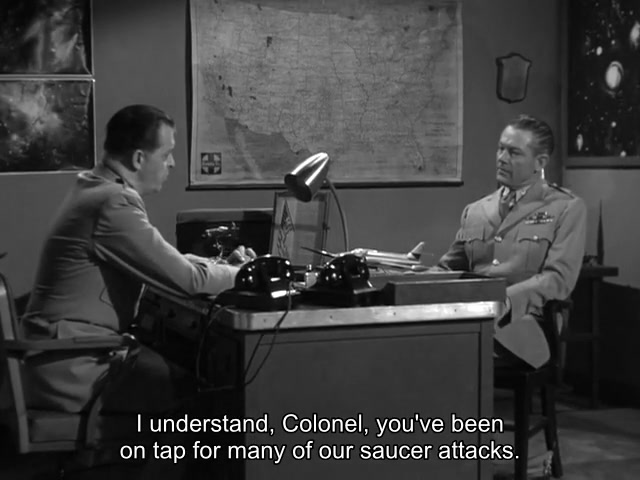 I understand, Colonel, you've been
on tap for many of our saucer attacks.